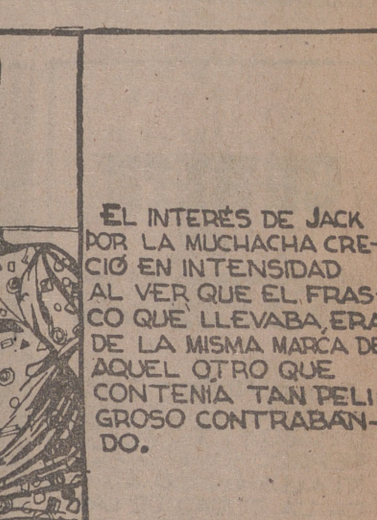 EL INTERÉS DE JACK
POR LA MUCHACHA CRE-
CIÓ EN INTENSIDAD
AL VER QUE EL FRAS-
CO QUE LLEVABA, ERA
DE LA MISMA MARCA DE
AQUEL OTRO QUE
CONTENÍA TAN PELI
GROSO CONTRABAN-
DO.